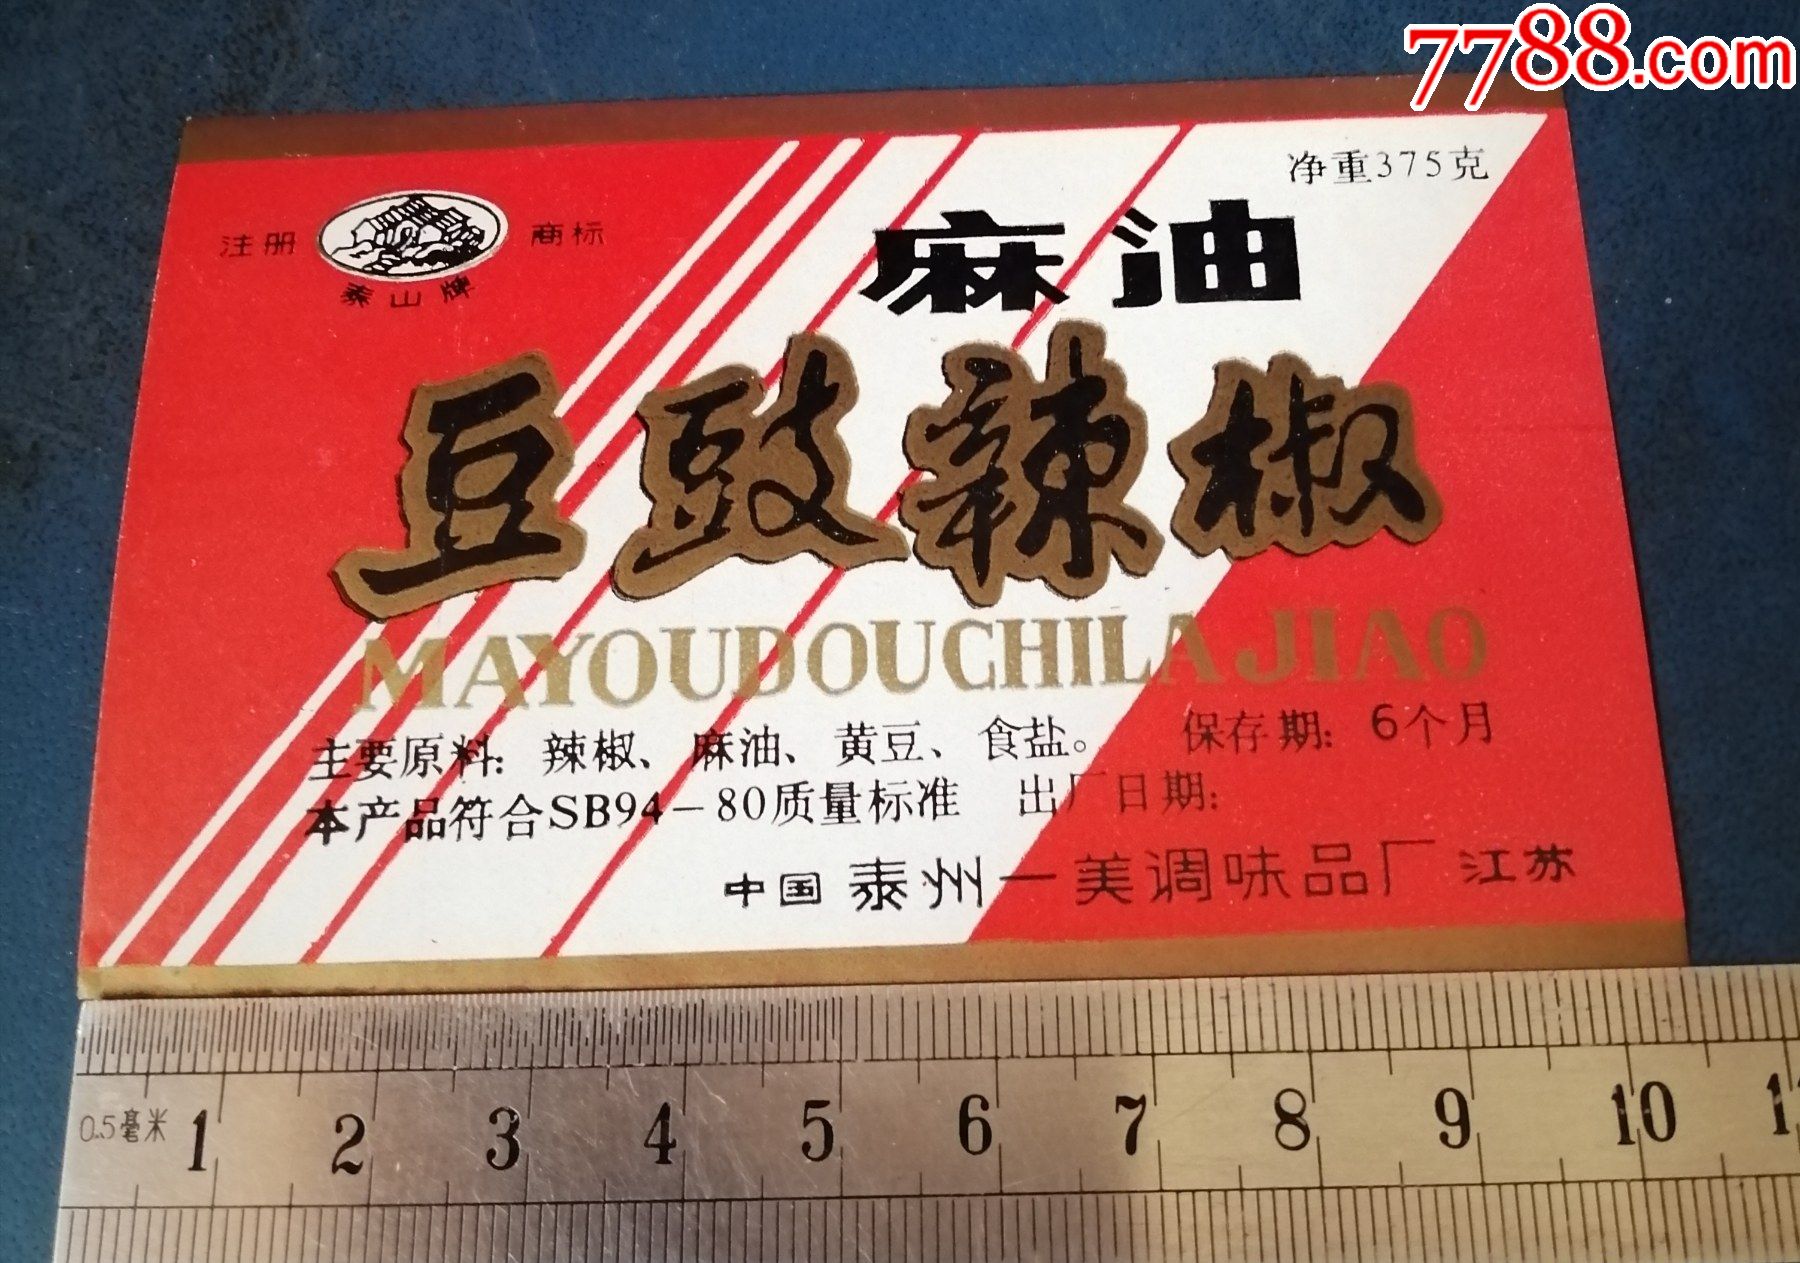 7788.com
净重375克
注册 商标
泰山牌
麻油
豆豉辣椒
MAYOUDOUCHILAJIAO
主要原料：辣椒、麻油、黄豆、食盐。 保存期：6个月
本产品符合SB94－80质量标准 出厂日期：
中国 泰州一美调味品厂 江苏
0.5毫米 1 2 3 4 5 6 7 8 9 10 1